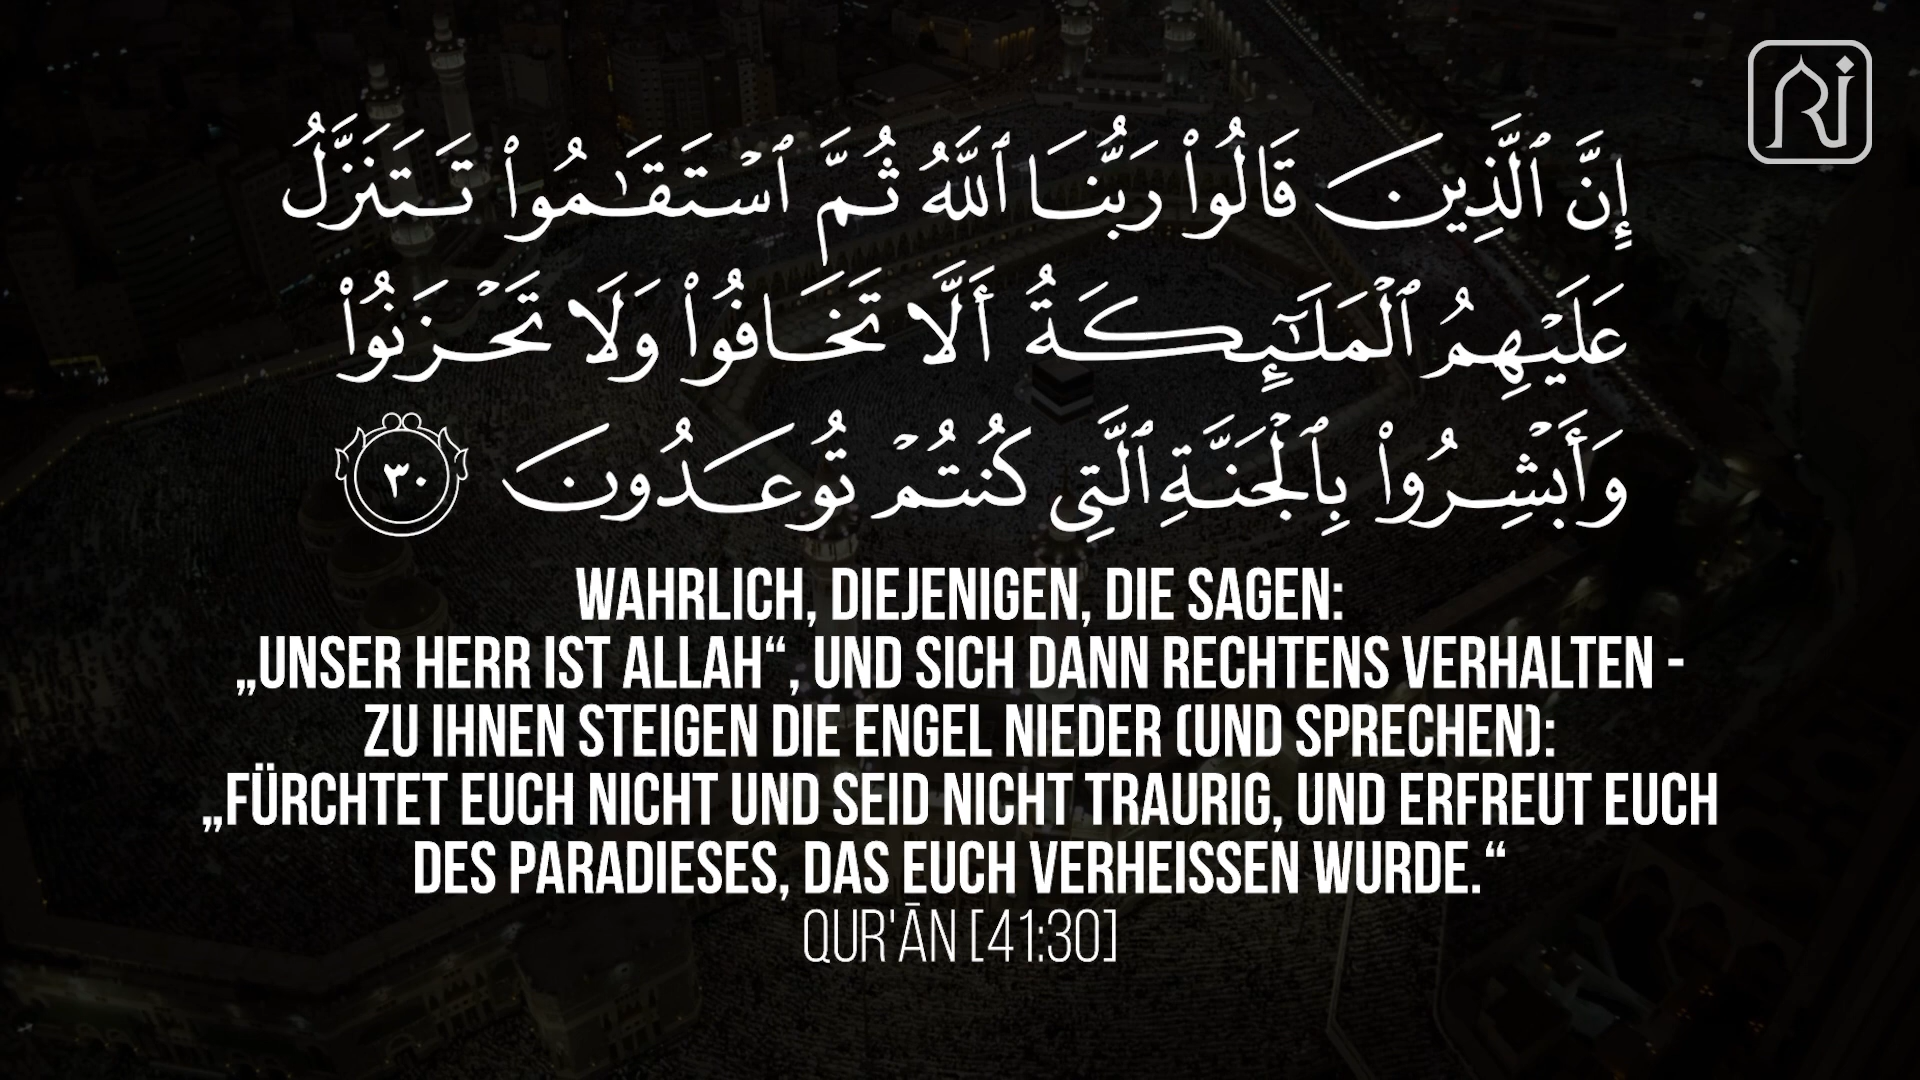 إِنَّ ٱلَّذِينَ قَالُوا۟ رَبُّنَا ٱللَّهُ ثُمَّ ٱسْتَقَـٰمُوا۟ تَتَنَزَّلُ
عَلَيْهِمُ ٱلْمَلَـٰٓئِكَةُ أَلَّا تَخَافُوا۟ وَلَا تَحْزَنُوا۟
وَأَبْشِرُوا۟ بِٱلْجَنَّةِ ٱلَّتِى كُنتُمْ تُوعَدُونَ ٣٠
WAHRLICH, DIEJENIGEN, DIE SAGEN:
„UNSER HERR IST ALLAH“, UND SICH DANN RECHTENS VERHALTEN -
ZU IHNEN STEIGEN DIE ENGEL NIEDER (UND SPRECHEN):
„FÜRCHTET EUCH NICHT UND SEID NICHT TRAURIG, UND ERFREUT EUCH
DES PARADIESES, DAS EUCH VERHEISSEN WURDE.“
QUR'ĀN [41:30]